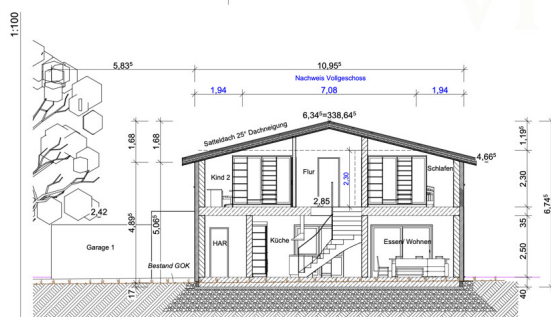 1:100
5,83⁵
10,95⁵
Nachweis Vollgeschoss
1,94
7,08
1,94
6,34⁵=338,64⁵
Satteldach 25° Dachneigung
1,68
1,68
1,19⁵
4,66⁵
Kind 2
Flur
2,30
Schlafen
2,30
6,74⁵
2,42
2,85
4,89⁵
5,06⁵
35
Garage 1
HAR
Küche
Essen/ Wohnen
2,50
Bestand GOK
17
40